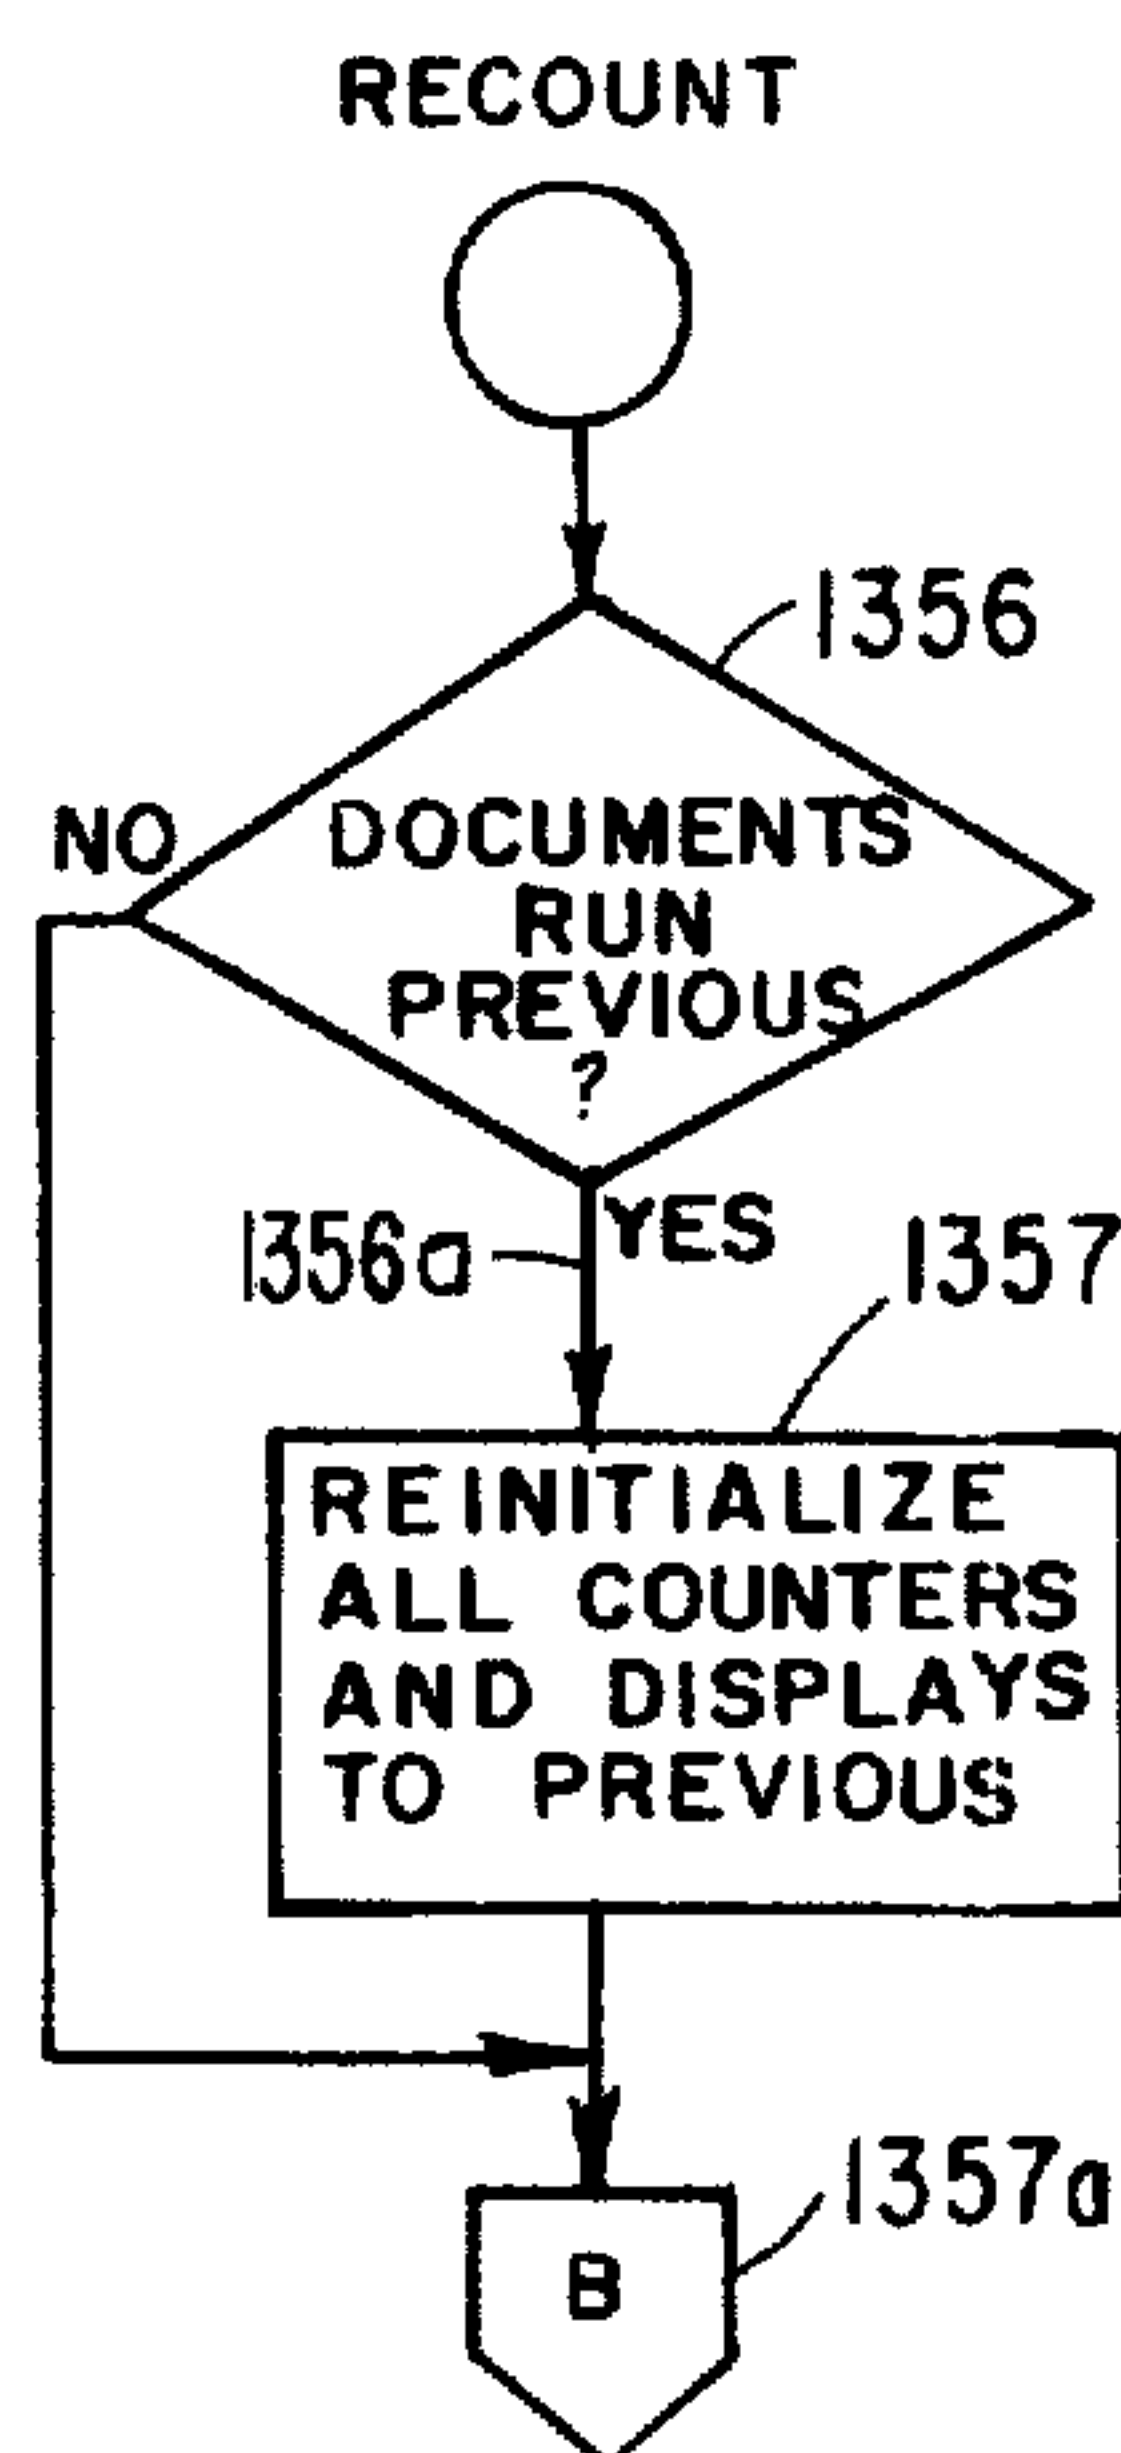 RECOUNT
1356
NO
DOCUMENTS
RUN
PREVIOUS
?
YES
1356a
1357
REINITIALIZE
ALL COUNTERS
AND DISPLAYS
TO PREVIOUS
1357a
B